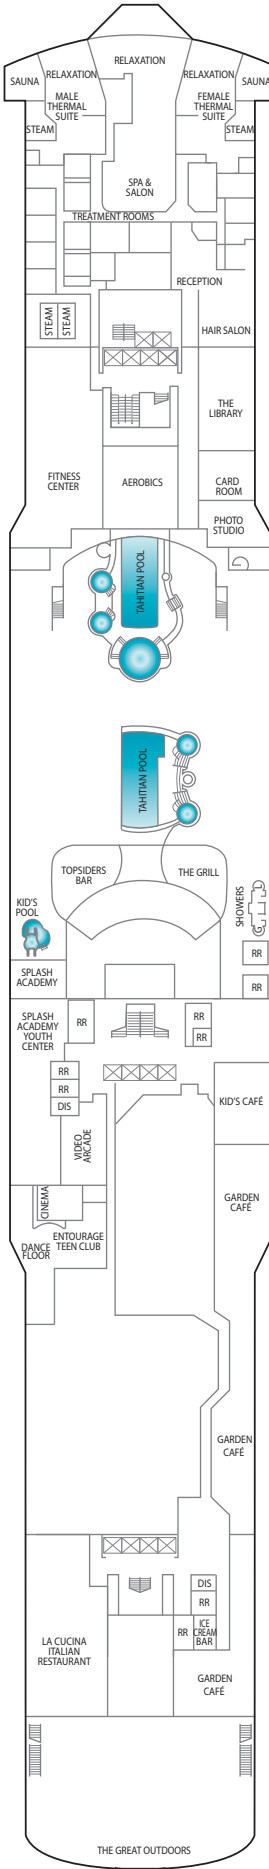 RELAXATION
SAUNA
RELAXATION
RELAXATION
SAUNA
MALE
THERMAL
SUITE
FEMALE
THERMAL
SUITE
STEAM
STEAM
SPA &
SALON
TREATMENT ROOMS
RECEPTION
STEAM
STEAM
HAIR SALON
THE
LIBRARY
FITNESS
CENTER
AEROBICS
CARD
ROOM
PHOTO
STUDIO
TAHITIAN POOL
TAHITIAN POOL
TOPSIDERS
BAR
THE GRILL
KID'S
POOL
SHOWERS
RR
SPLASH
ACADEMY
RR
SPLASH
ACADEMY
YOUTH
CENTER
RR
RR
RR
RR
RR
DIS
KID'S CAFÉ
VIDEO
ARCADE
CINEMA
GARDEN
CAFÉ
DANCE
FLOOR
ENTOURAGE
TEEN CLUB
GARDEN
CAFÉ
DIS
RR
RR
ICE
CREAM
BAR
LA CUCINA
ITALIAN
RESTAURANT
GARDEN
CAFÉ
THE GREAT OUTDOORS